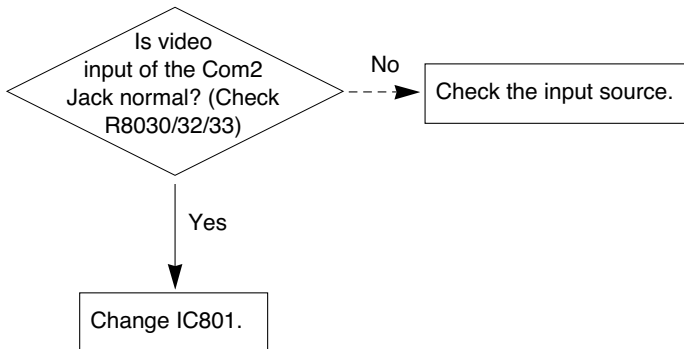 Is video
input of the Com2
Jack normal? (Check
R8030/32/33)
No
Check the input source.
Yes
Change IC801.